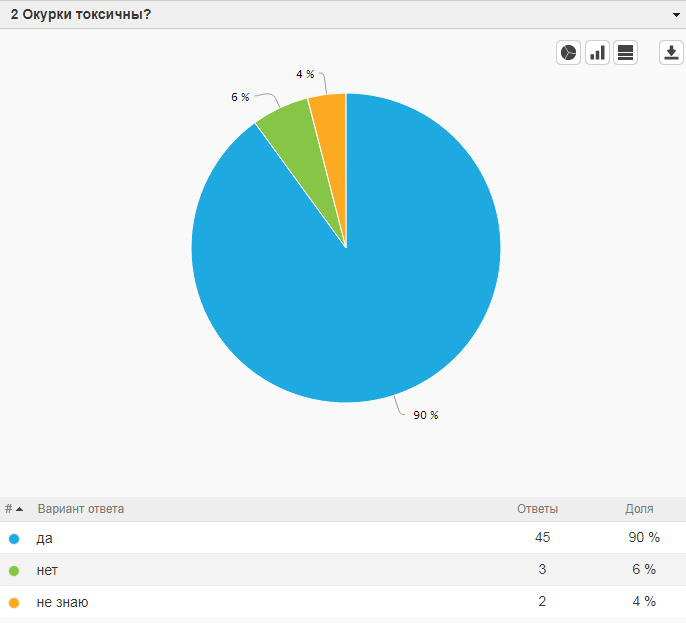 2 Окурки токсичны?
4 %
6 %
90 %
# Вариант ответа Ответы Доля
да 45 90 %
нет 3 6 %
не знаю 2 4 %